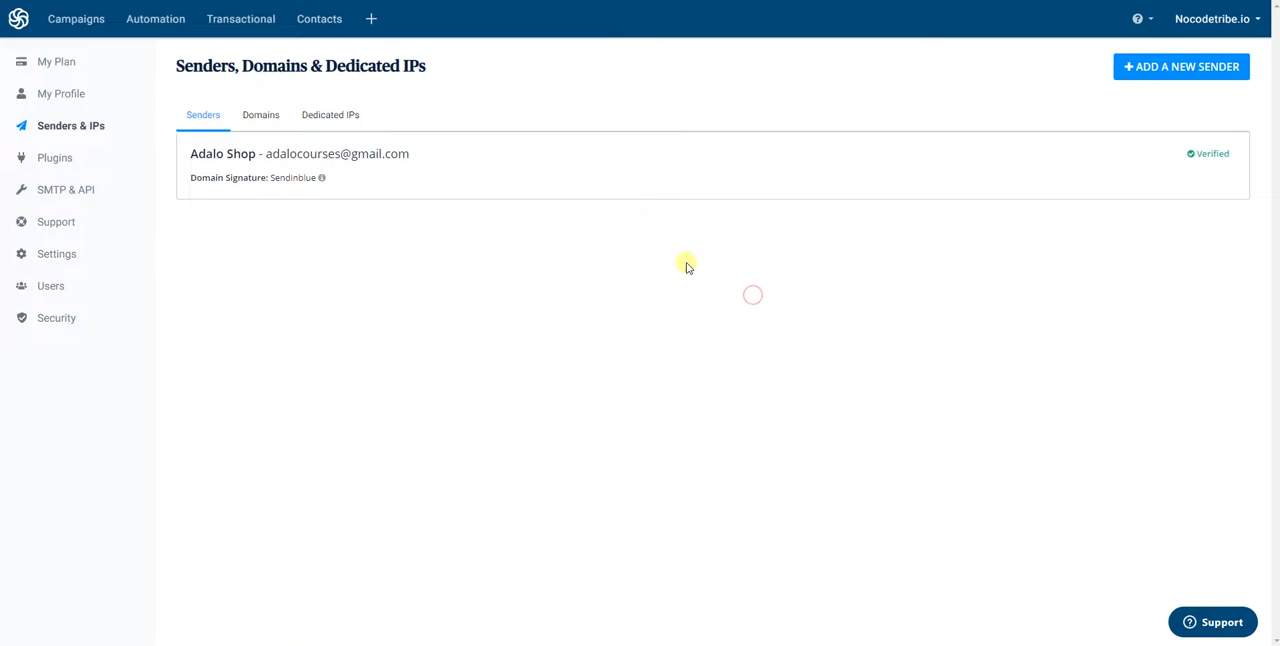 Campaigns Automation Transactional Contacts Nocodetribe.io
My Plan
My Profile
Senders & IPs
Plugins
SMTP & API
Support
Settings
Users
Security
Senders, Domains & Dedicated IPs
+ ADD A NEW SENDER
Senders Domains Dedicated IPs
Adalo Shop - adalocourses@gmail.com
Verified
Domain Signature: Sendinblue
Support